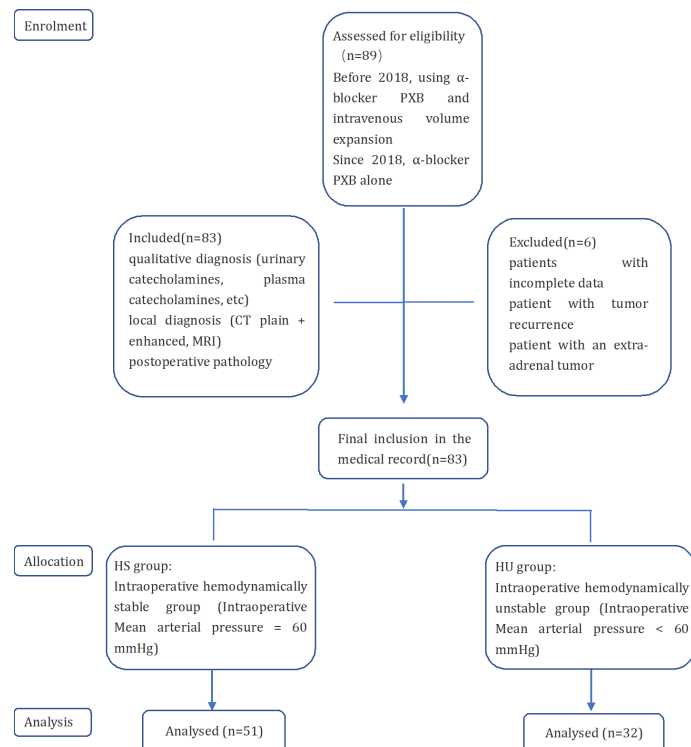 Enrolment
Assessed for eligibility
（n=89）
Before 2018, using α-
blocker PXB and
intravenous volume
expansion
Since 2018, α-blocker
PXB alone
Included(n=83)
qualitative diagnosis (urinary
catecholamines, plasma
catecholamines, etc)
local diagnosis (CT plain +
enhanced, MRI)
postoperative pathology
Excluded(n=6)
patients with
incomplete data
patient with tumor
recurrence
patient with an extra-
adrenal tumor
Final inclusion in the
medical record(n=83)
Allocation
HS group:
Intraoperative hemodynamically
stable group (Intraoperative
Mean arterial pressure = 60
mmHg)
HU group:
Intraoperative hemodynamically
unstable group (Intraoperative
Mean arterial pressure < 60
mmHg)
Analysis
Analysed (n=51)
Analysed (n=32)